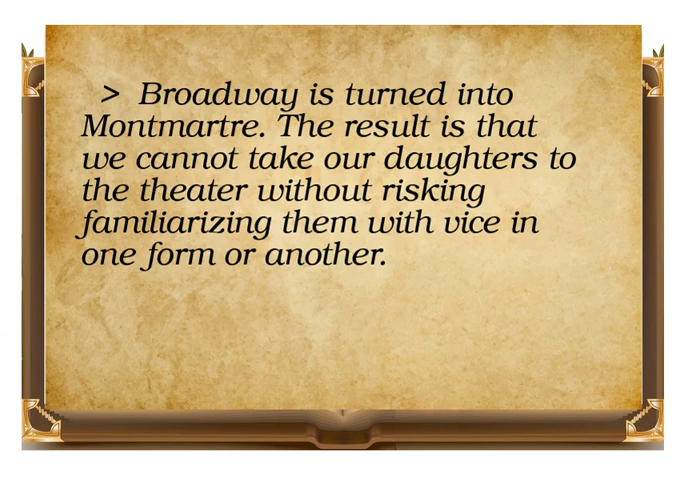 > Broadway is turned into
Montmartre. The result is that
we cannot take our daughters to
the theater without risking
familiarizing them with vice in
one form or another.